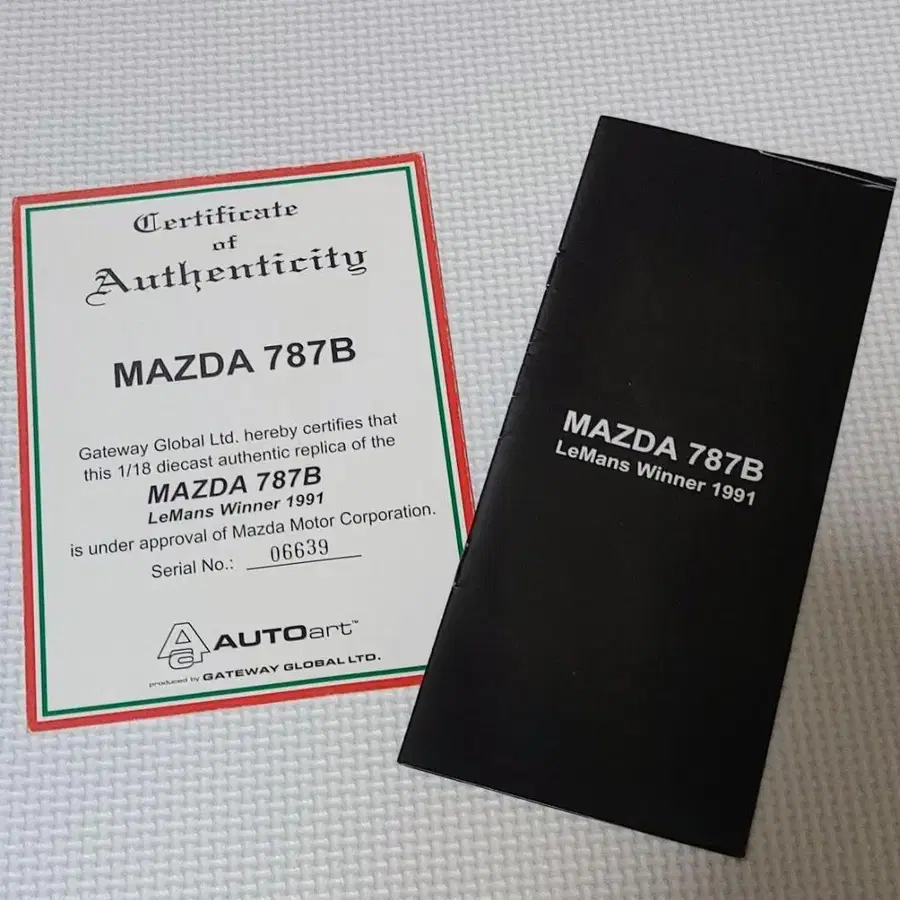 Certificate
of
Authenticity
MAZDA 787B
Gateway Global Ltd. hereby certifies that
this 1/18 diecast authentic replica of the
MAZDA 787B
LeMans Winner 1991
is under approval of Mazda Motor Corporation.
Serial No.: 06639
AA AUTOart™
produced by GATEWAY GLOBAL LTD.
MAZDA 787B
LeMans Winner 1991